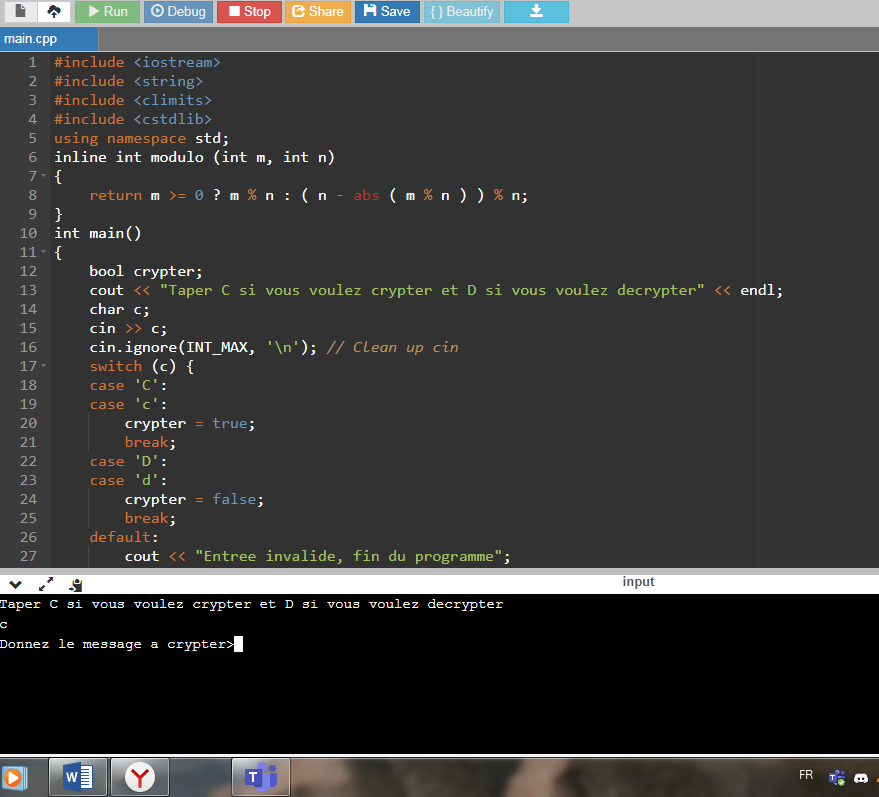 Run Debug Stop Share Save { } Beautify
main.cpp
1 #include <iostream>
2 #include <string>
3 #include <climits>
4 #include <cstdlib>
5 using namespace std;
6 inline int modulo (int m, int n)
7 {
8 return m >= 0 ? m % n : ( n - abs ( m % n ) ) % n;
9 }
10 int main()
11 {
12 bool crypter;
13 cout << "Taper C si vous voulez crypter et D si vous voulez decrypter" << endl;
14 char c;
15 cin >> c;
16 cin.ignore(INT_MAX, '\n'); // Clean up cin
17 switch (c) {
18 case 'C':
19 case 'c':
20 crypter = true;
21 break;
22 case 'D':
23 case 'd':
24 crypter = false;
25 break;
26 default:
27 cout << "Entree invalide, fin du programme";
input
Taper C si vous voulez crypter et D si vous voulez decrypter
c
Donnez le message a crypter>
W Y T FR T